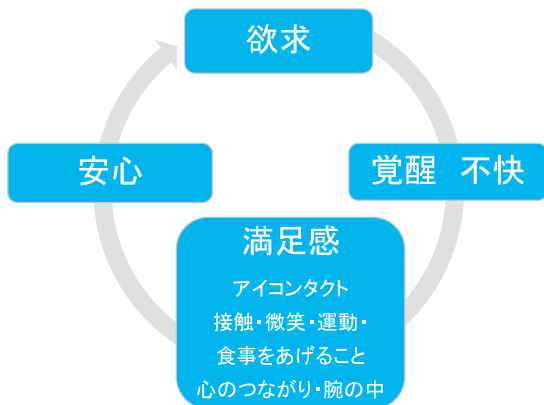 欲求
安心
覚醒　不快
満足感
アイコンタクト
接触・微笑・運動・
食事をあげること
心のつながり・腕の中